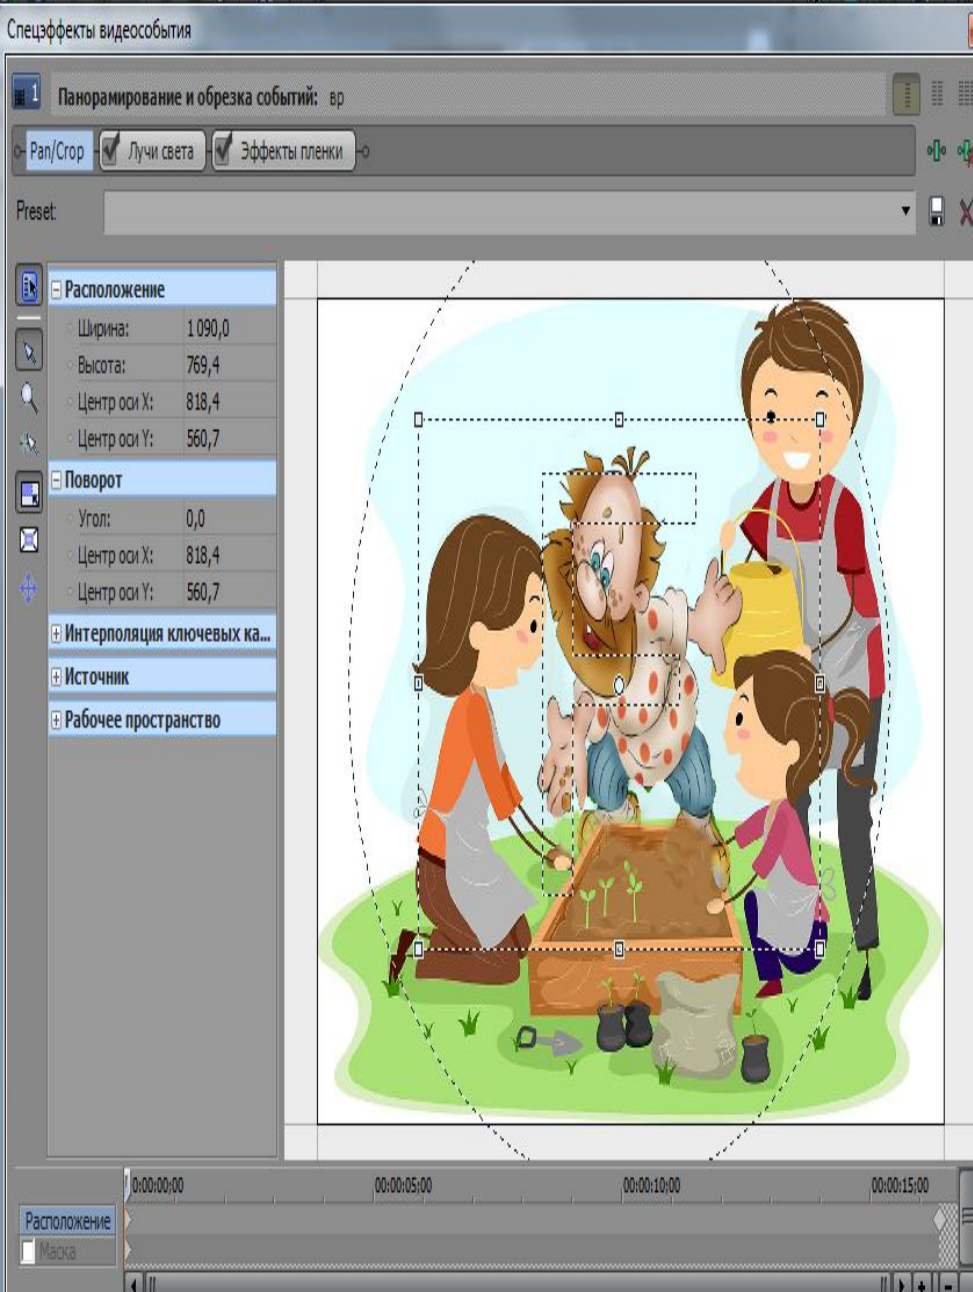 Спецэффекты видеособытия
1 Панорамирование и обрезка событий: вр
Pan/Crop Лучи света Эффекты пленки
Preset:
Расположение
Ширина: 1 090,0
Высота: 769,4
Центр оси X: 818,4
Центр оси Y: 560,7
Поворот
Угол: 0,0
Центр оси X: 818,4
Центр оси Y: 560,7
Интерполяция ключевых ка...
Источник
Рабочее пространство
0:00:00;00 00:00:05;00 00:00:10;00 00:00:15;00
Расположение
Маска